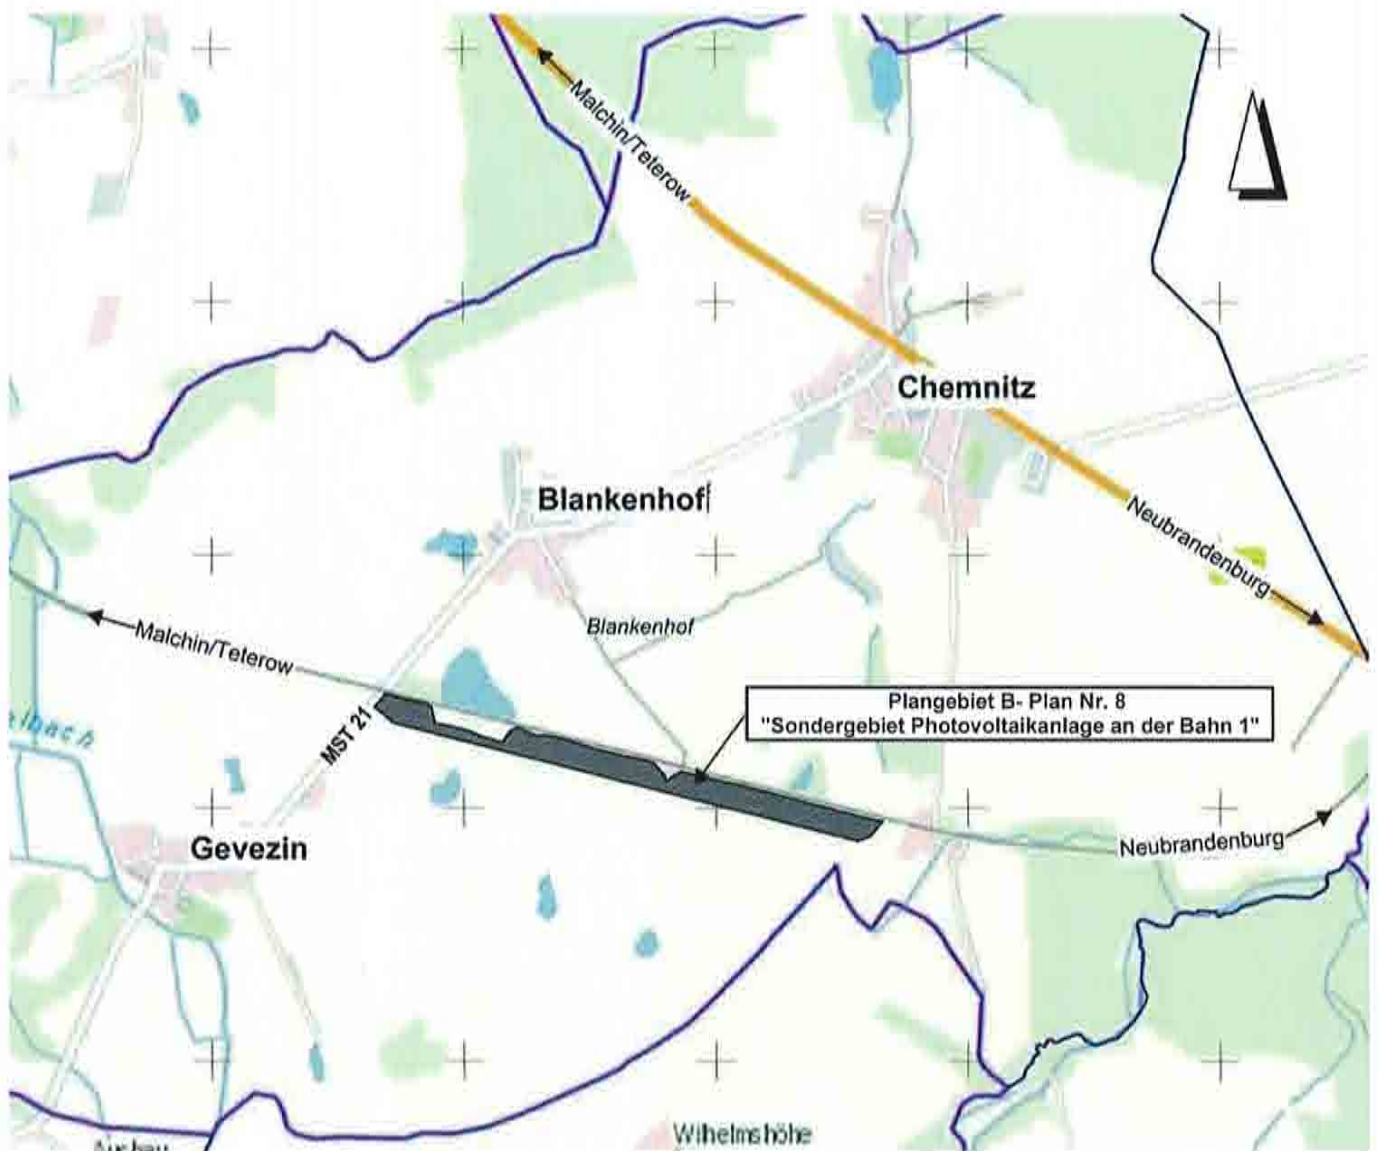 Malchin/Teterow
Chemnitz
Blankenhof
Neubrandenburg
Blankenhof
Malchin/Teterow
Plangebiet B- Plan Nr. 8
"Sondergebiet Photovoltaikanlage an der Bahn 1"
MST 21
Neubrandenburg
Gevezin
Wilhelmshöhe